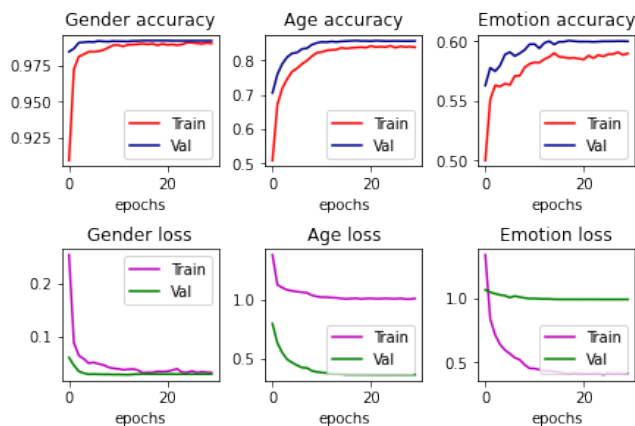 Gender accuracy
0.975
0.950
0.925
Train
Val
0
20
epochs
Age accuracy
0.8
0.7
0.6
0.5
Train
Val
0
20
epochs
Emotion accuracy
0.60
0.55
0.50
Train
Val
0
20
epochs
Gender loss
0.2
0.1
Train
Val
0
20
epochs
Age loss
1.0
0.5
Train
Val
0
20
epochs
Emotion loss
1.0
0.5
Train
Val
0
20
epochs